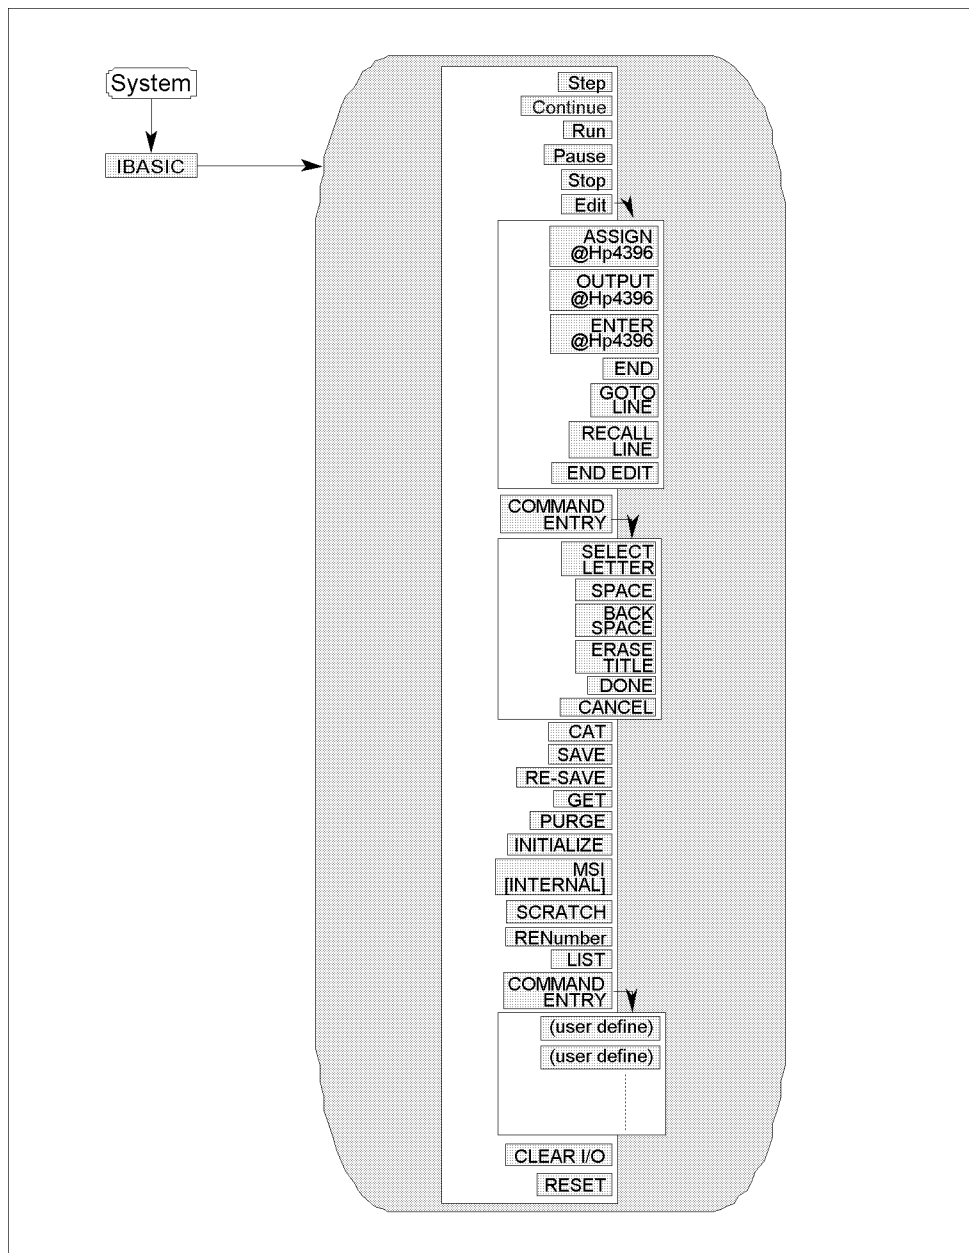 System
IBASIC
Step
Continue
Run
Pause
Stop
Edit
ASSIGN
@Hp4396
OUTPUT
@Hp4396
ENTER
@Hp4396
END
GOTO
LINE
RECALL
LINE
END EDIT
COMMAND
ENTRY
SELECT
LETTER
SPACE
BACK
SPACE
ERASE
TITLE
DONE
CANCEL
CAT
SAVE
RE-SAVE
GET
PURGE
INITIALIZE
MSI
[INTERNAL]
SCRATCH
RENumber
LIST
COMMAND
ENTRY
(user define)
(user define)
CLEAR I/O
RESET